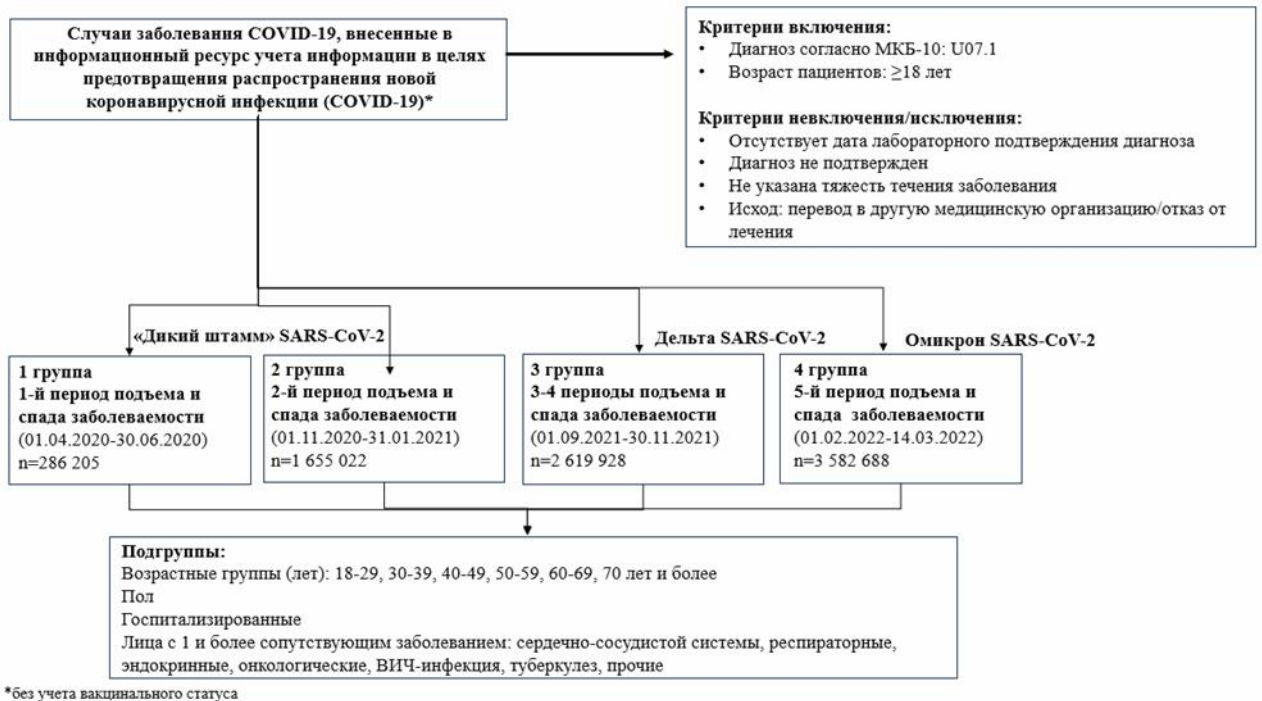 Случаи заболевания COVID-19, внесенные в
информационный ресурс учета информации в целях
предотвращения распространения новой
коронавирусной инфекции (COVID-19)*
Критерии включения:
• Диагноз согласно МКБ-10: U07.1
• Возраст пациентов: ≥18 лет
Критерии невключения/исключения:
• Отсутствует дата лабораторного подтверждения диагноза
• Диагноз не подтвержден
• Не указана тяжесть течения заболевания
• Исход: перевод в другую медицинскую организацию/отказ от
лечения
«Дикий штамм» SARS-CoV-2
Дельта SARS-CoV-2
Омикрон SARS-CoV-2
1 группа
1-й период подъема и
спада заболеваемости
(01.04.2020-30.06.2020)
n=286 205
2 группа
2-й период подъема и
спада заболеваемости
(01.11.2020-31.01.2021)
n=1 655 022
3 группа
3-4 периоды подъема и
спада заболеваемости
(01.09.2021-30.11.2021)
n=2 619 928
4 группа
5-й период подъема и
спада заболеваемости
(01.02.2022-14.03.2022)
n=3 582 688
Подгруппы:
Возрастные группы (лет): 18-29, 30-39, 40-49, 50-59, 60-69, 70 лет и более
Пол
Госпитализированные
Лица с 1 и более сопутствующим заболеванием: сердечно-сосудистой системы, респираторные,
эндокринные, онкологические, ВИЧ-инфекция, туберкулез, прочие
*без учета вакцинального статуса